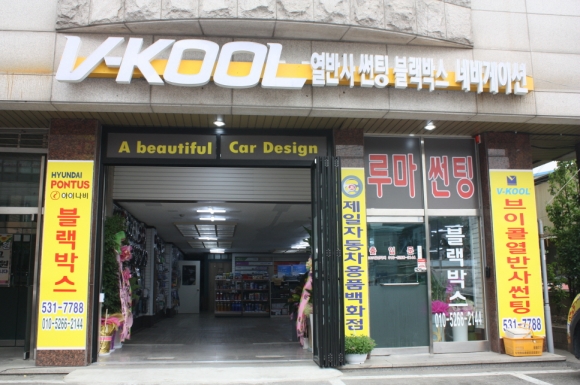 V-KOOL 열반사 썬팅 블랙박스 네비게이션
A beautiful Car Design
HYUNDAI
PONTUS
아이나비
블랙박스
531-7788
010-5266-2144
제일자동차용품백화점
루마 썬팅
출입문
블랙박스
010-5266-2144
V-KOOL
브이쿨열반사썬팅
531-7788